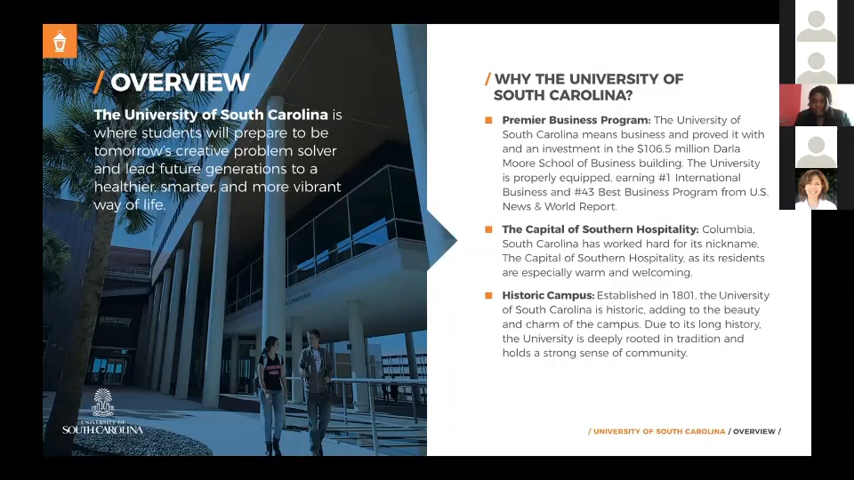 / OVERVIEW
The University of South Carolina is
where students will prepare to be
tomorrow's creative problem solver
and lead future generations to a
healthier, smarter, and more vibrant
way of life.
UNIVERSITY OF
SOUTH CAROLINA
/ WHY THE UNIVERSITY OF
SOUTH CAROLINA?
Premier Business Program: The University of
South Carolina means business and proved it with
and an investment in the $106.5 million Darla
Moore School of Business building. The University
is properly equipped, earning #1 International
Business and #43 Best Business Program from U.S.
News & World Report.
The Capital of Southern Hospitality: Columbia,
South Carolina has worked hard for its nickname,
The Capital of Southern Hospitality, as its residents
are especially warm and welcoming.
Historic Campus: Established in 1801, the University
of South Carolina is historic, adding to the beauty
and charm of the campus. Due to its long history,
the University is deeply rooted in tradition and
holds a strong sense of community.
/ UNIVERSITY OF SOUTH CAROLINA / OVERVIEW /